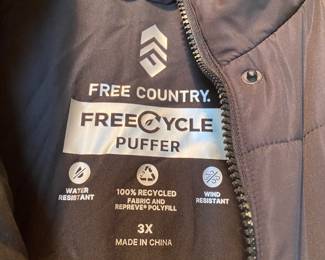 FREE COUNTRY.
FREECYCLE
PUFFER
WATER
RESISTANT
100% RECYCLED
FABRIC AND
REPREVE® POLYFILL
WIND
RESISTANT
3X
MADE IN CHINA